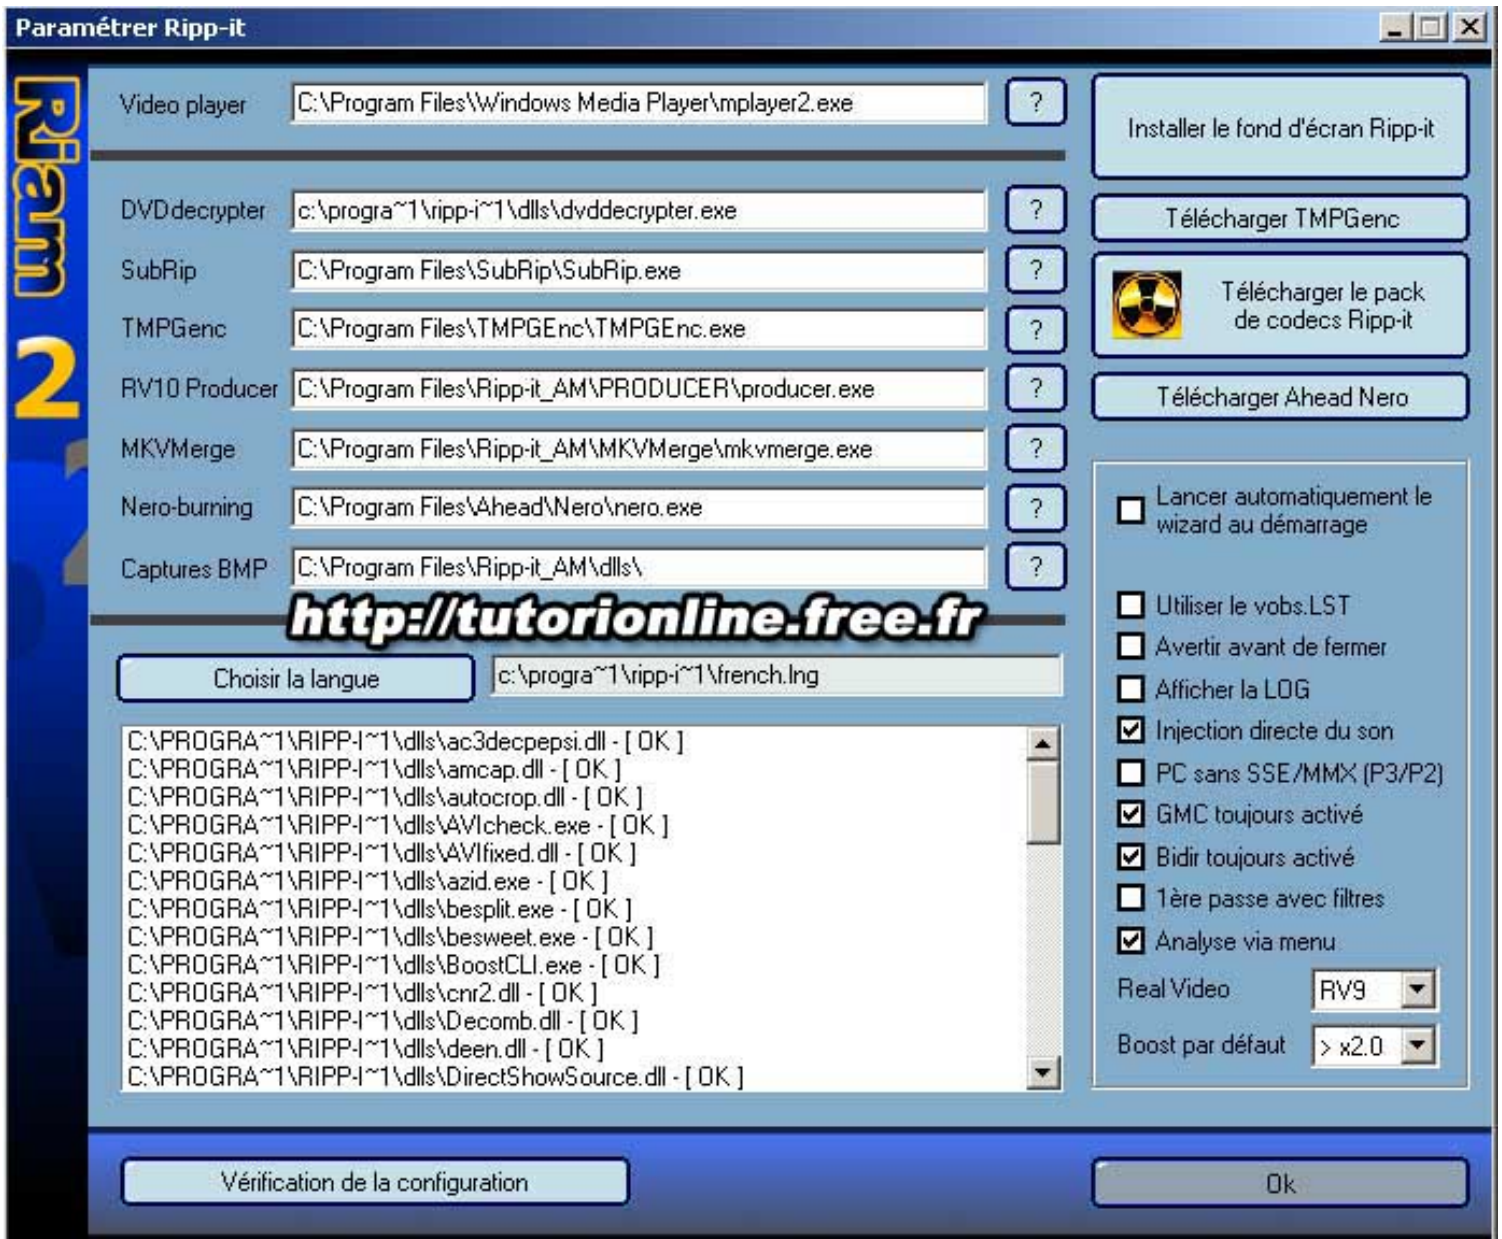 Paramétrer Ripp-it
Riam 2
Video player C:\Program Files\Windows Media Player\mplayer2.exe ?
DVDdecrypter c:\progra~1\ripp-i~1\dlls\dvddecrypter.exe ?
SubRip C:\Program Files\SubRip\SubRip.exe ?
TMPGenc C:\Program Files\TMPGEnc\TMPGEnc.exe ?
RV10 Producer C:\Program Files\Ripp-it_AM\PRODUCER\producer.exe ?
MKVMerge C:\Program Files\Ripp-it_AM\MKVMerge\mkvmerge.exe ?
Nero-burning C:\Program Files\Ahead\Nero\nero.exe ?
Captures BMP C:\Program Files\Ripp-it_AM\dlls\ ?
http://tutorionline.free.fr
Choisir la langue c:\progra~1\ripp-i~1\french.lng
C:\PROGRA~1\RIPP-I~1\dlls\ac3decpepsi.dll - [ OK ]
C:\PROGRA~1\RIPP-I~1\dlls\amcap.dll - [ OK ]
C:\PROGRA~1\RIPP-I~1\dlls\autocrop.dll - [ OK ]
C:\PROGRA~1\RIPP-I~1\dlls\AVIcheck.exe - [ OK ]
C:\PROGRA~1\RIPP-I~1\dlls\AVIfixed.dll - [ OK ]
C:\PROGRA~1\RIPP-I~1\dlls\azid.exe - [ OK ]
C:\PROGRA~1\RIPP-I~1\dlls\besplit.exe - [ OK ]
C:\PROGRA~1\RIPP-I~1\dlls\besweet.exe - [ OK ]
C:\PROGRA~1\RIPP-I~1\dlls\BoostCLI.exe - [ OK ]
C:\PROGRA~1\RIPP-I~1\dlls\cnr2.dll - [ OK ]
C:\PROGRA~1\RIPP-I~1\dlls\Decomb.dll - [ OK ]
C:\PROGRA~1\RIPP-I~1\dlls\deen.dll - [ OK ]
C:\PROGRA~1\RIPP-I~1\dlls\DirectShowSource.dll - [ OK ]
Vérification de la configuration
Installer le fond d'écran Ripp-it
Télécharger TMPGenc
Télécharger le pack
de codecs Ripp-it
Télécharger Ahead Nero
Lancer automatiquement le
wizard au démarrage
Utiliser le vobs.LST
Avertir avant de fermer
Afficher la LOG
Injection directe du son
PC sans SSE/MMX (P3/P2)
GMC toujours activé
Bidir toujours activé
1ère passe avec filtres
Analyse via menu
Real Video RV9
Boost par défaut > x2.0
Ok